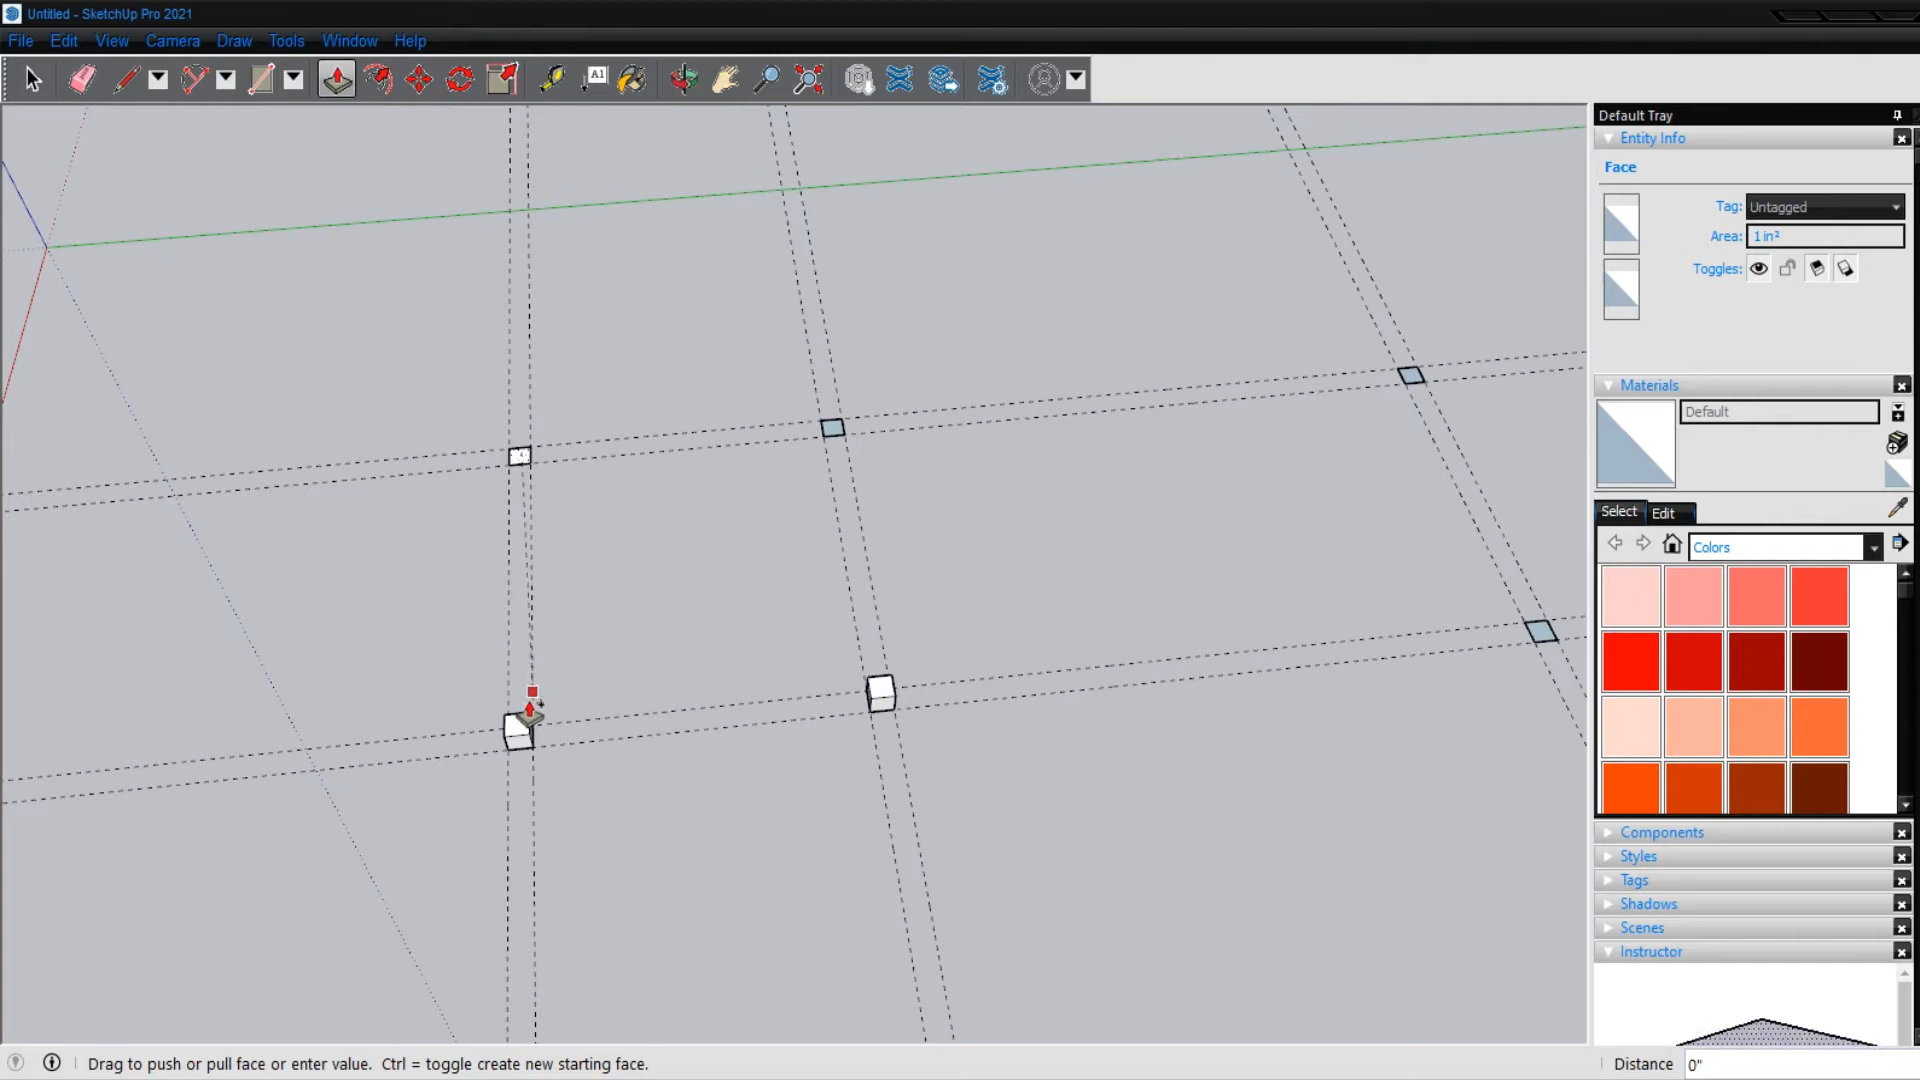 Untitled - SketchUp Pro 2021
File Edit View Camera Draw Tools Window Help
A1
Default Tray
Entity Info
Face
Tag: Untagged
Area: 1 in²
Toggles:
Materials
Default
Select Edit
Colors
Components
Styles
Tags
Shadows
Scenes
Instructor
Drag to push or pull face or enter value. Ctrl = toggle create new starting face.
Distance 0"